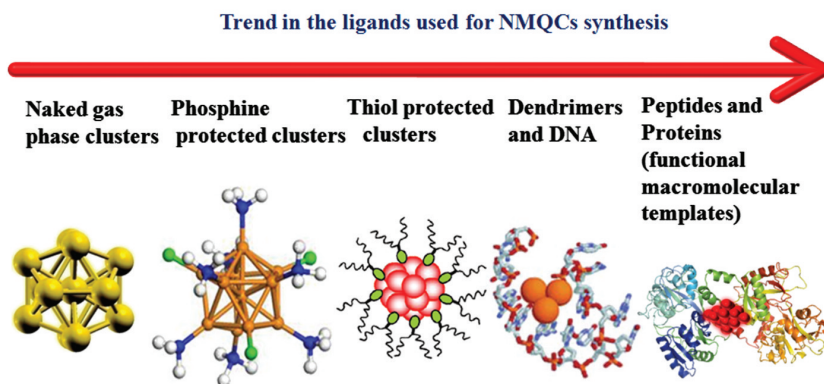 Trend in the ligands used for NMQCs synthesis
Naked gas
phase clusters
Phosphine
protected clusters
Thiol protected
clusters
Dendrimers
and DNA
Peptides and
Proteins
(functional
macromolecular
templates)